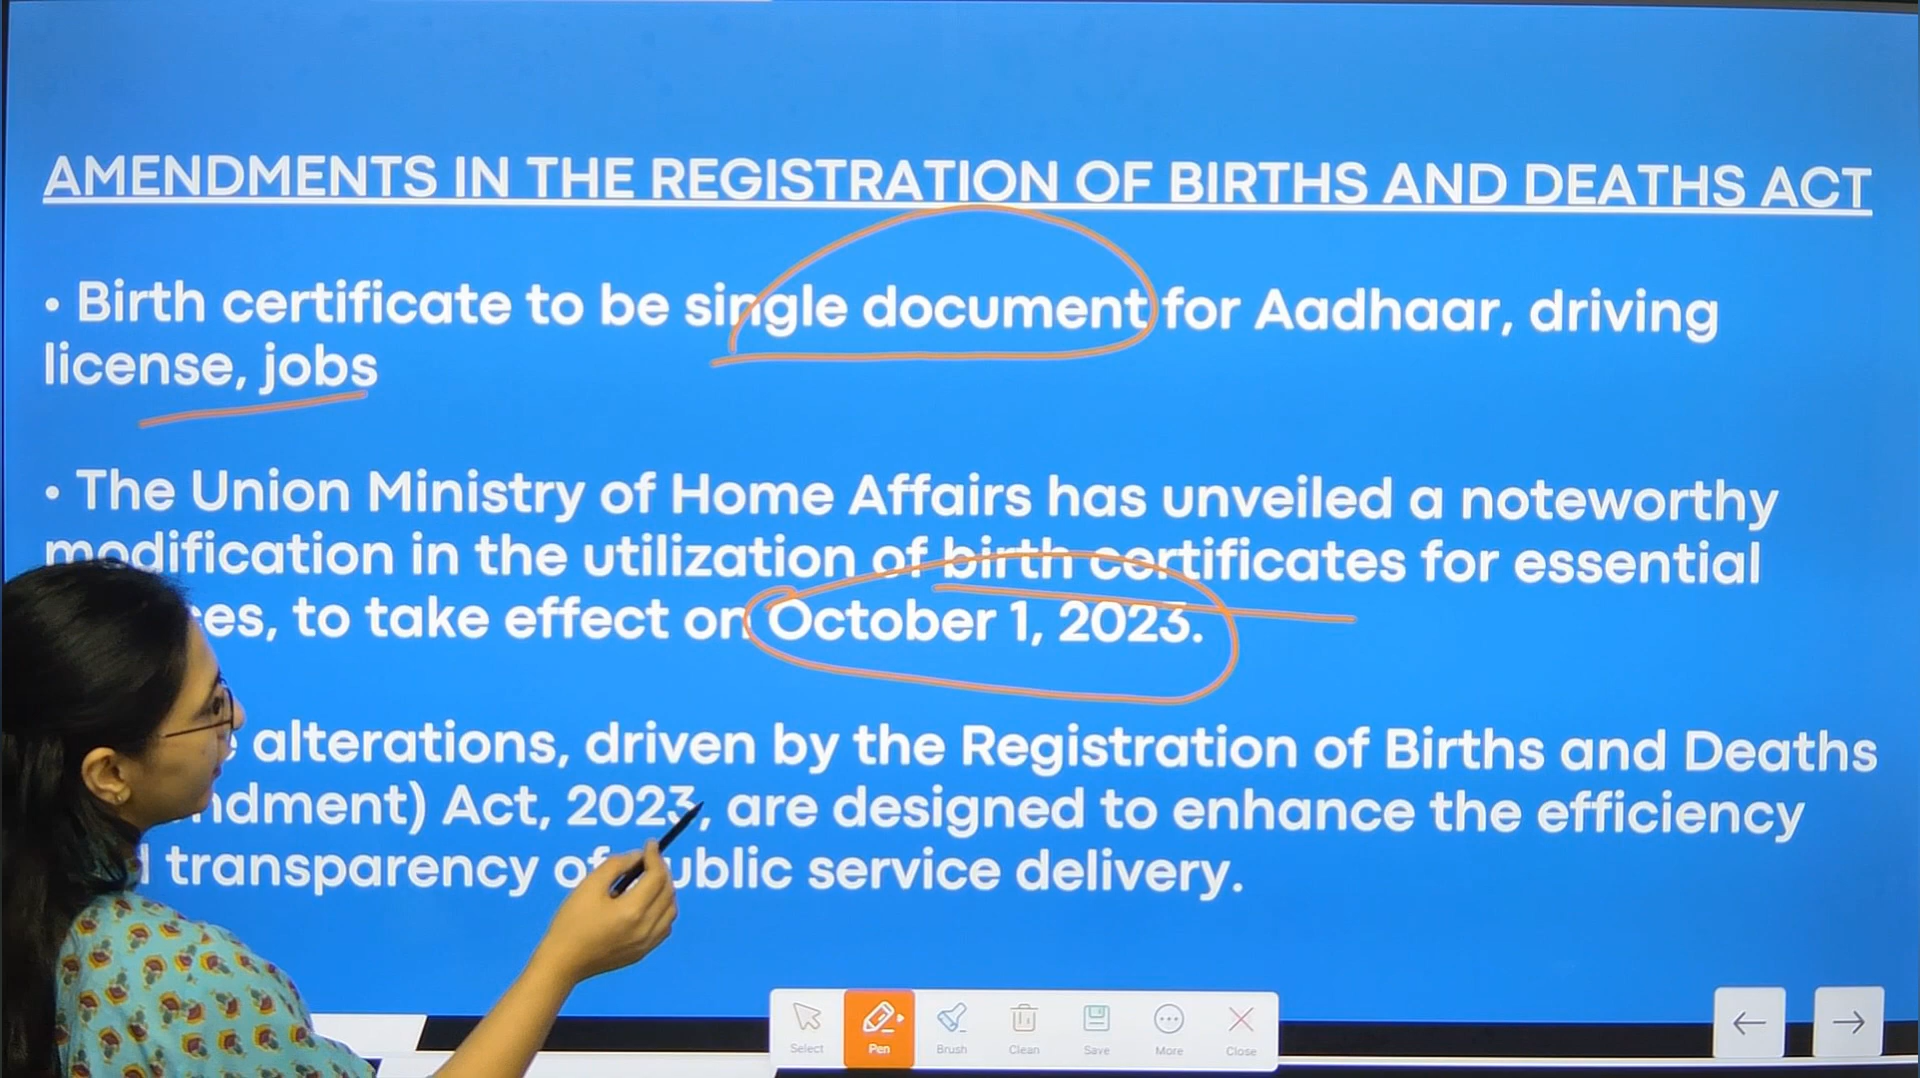 AMENDMENTS IN THE REGISTRATION OF BIRTHS AND DEATHS ACT
• Birth certificate to be single document for Aadhaar, driving
license, jobs
• The Union Ministry of Home Affairs has unveiled a noteworthy
modification in the utilization of birth certificates for essential
to take effect on October 1, 2023.
alterations, driven by the Registration of Births and Deaths
Act, 2023, are designed to enhance the efficiency
transparency of public service delivery.
Select Pen Brush Clean Save More Close